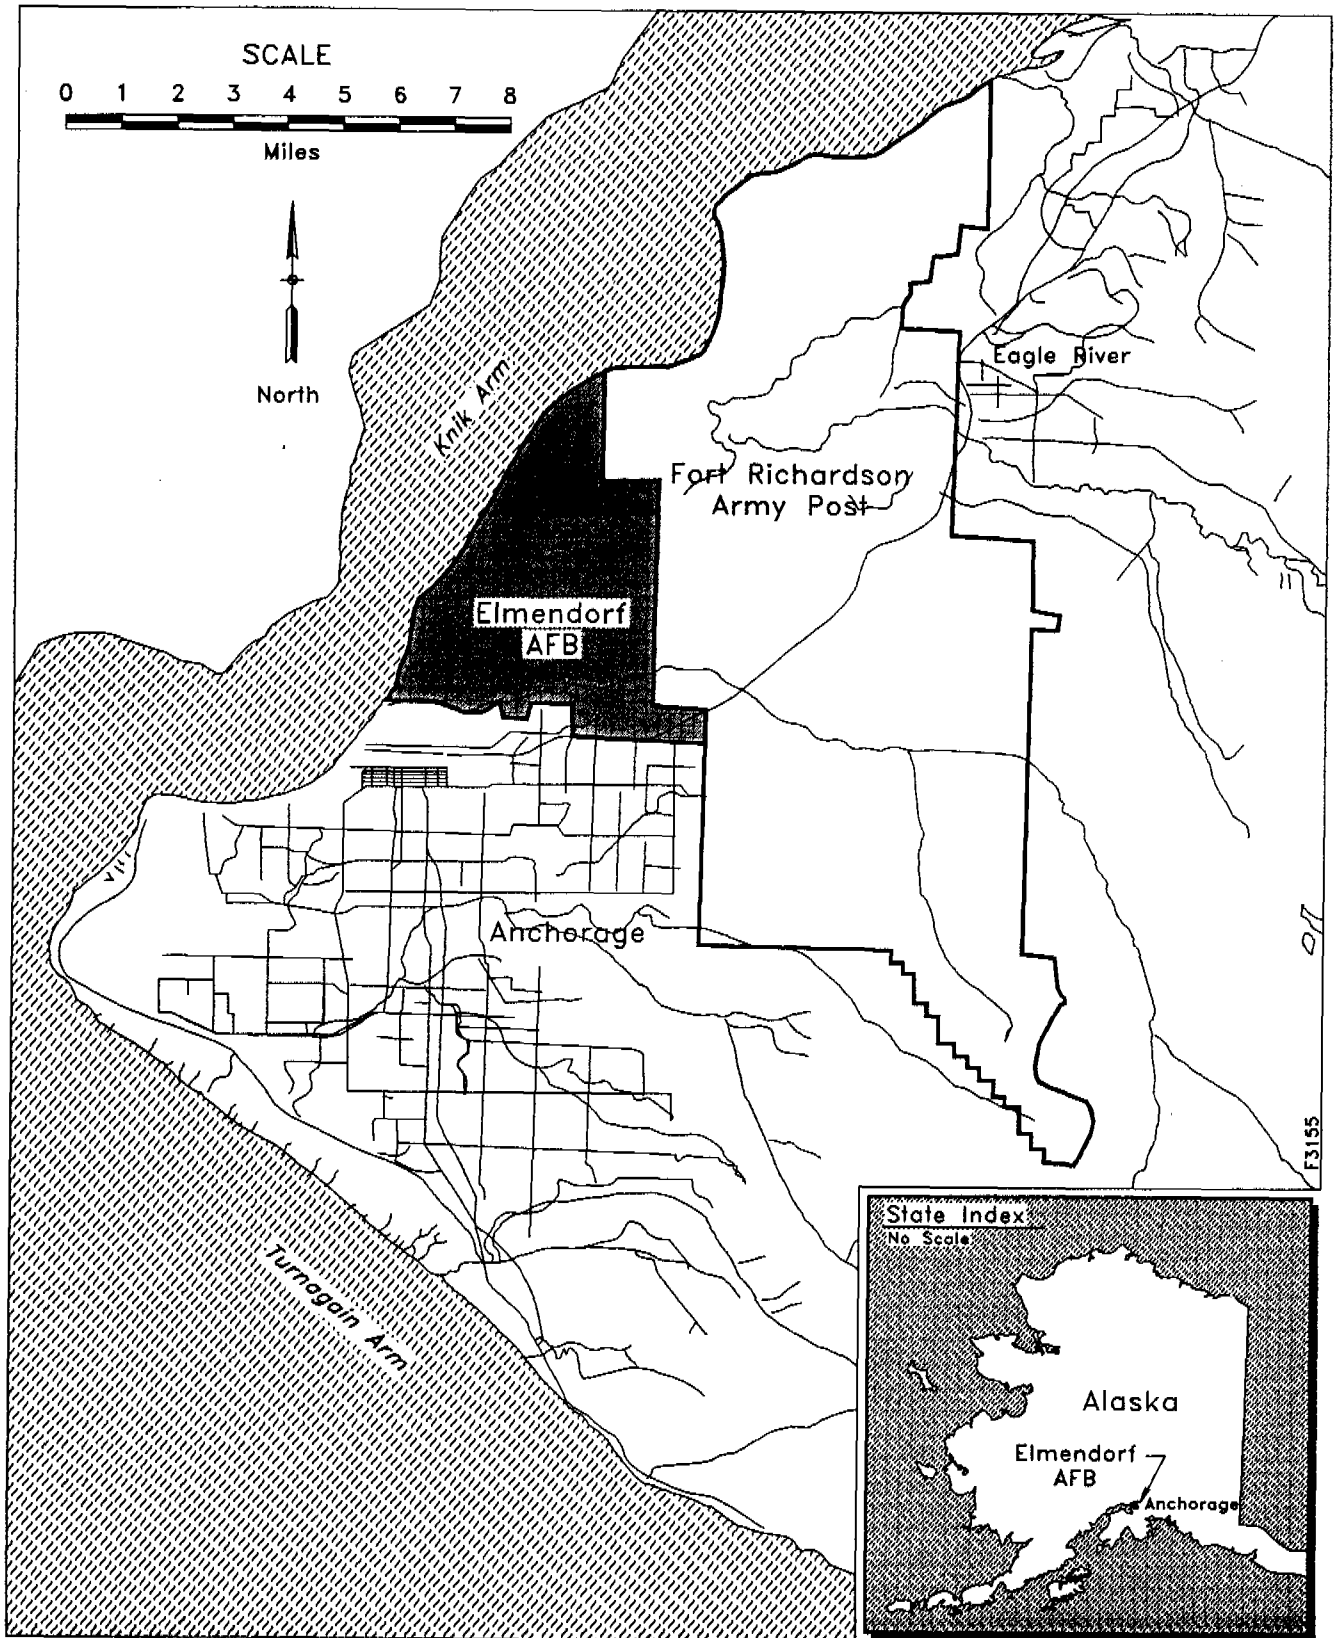 SCALE
0 1 2 3 4 5 6 7 8
Miles
North
Knik Arm
Eagle River
Fort Richardson
Army Post
Elmendorf
AFB
Anchorage
Turnagain Arm
F3155
State Index
No Scale
Alaska
Elmendorf
AFB
Anchorage